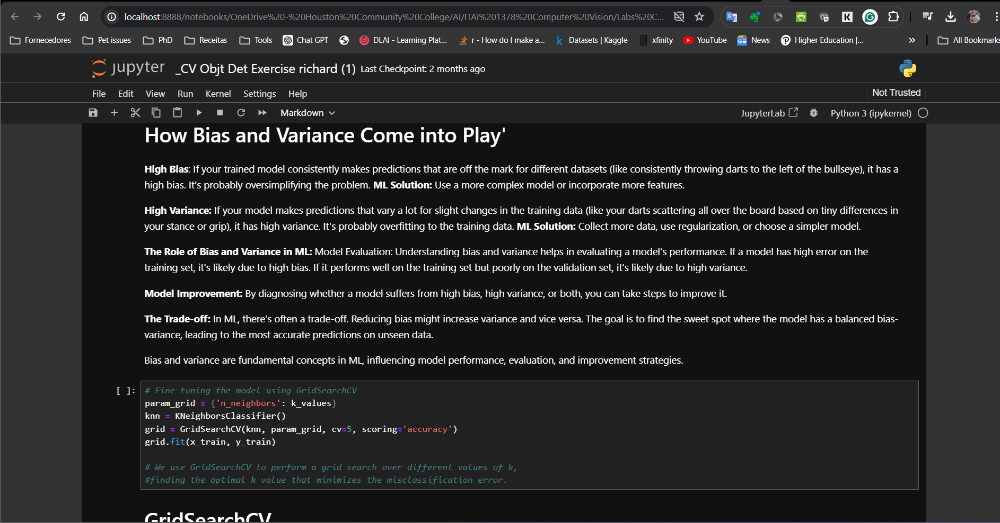 localhost:8888/notebooks/OneDrive%20-%20Houston%20Community%20College/AI/ITAI%201378%20Computer%20Vision/Labs%20C...
Fornecedores Pet issues PhD Receitas Tools Chat GPT DLAI - Learning Plat... r - How do I make a... Datasets | Kaggle xfinity YouTube News Higher Education |... » All Bookmarks
jupyter _CV Objt Det Exercise richard (1) Last Checkpoint: 2 months ago
File Edit View Run Kernel Settings Help Not Trusted
Markdown JupyterLab Python 3 (ipykernel)
How Bias and Variance Come into Play'
High Bias: If your trained model consistently makes predictions that are off the mark for different datasets (like consistently throwing darts to the left of the bullseye), it has a
high bias. It's probably oversimplifying the problem. ML Solution: Use a more complex model or incorporate more features.
High Variance: If your model makes predictions that vary a lot for slight changes in the training data (like your darts scattering all over the board based on tiny differences in
your stance or grip), it has high variance. It's probably overfitting to the training data. ML Solution: Collect more data, use regularization, or choose a simpler model.
The Role of Bias and Variance in ML: Model Evaluation: Understanding bias and variance helps in evaluating a model's performance. If a model has high error on the
training set, it's likely due to high bias. If it performs well on the training set but poorly on the validation set, it's likely due to high variance.
Model Improvement: By diagnosing whether a model suffers from high bias, high variance, or both, you can take steps to improve it.
The Trade-off: In ML, there's often a trade-off. Reducing bias might increase variance and vice versa. The goal is to find the sweet spot where the model has a balanced bias-
variance, leading to the most accurate predictions on unseen data.
Bias and variance are fundamental concepts in ML, influencing model performance, evaluation, and improvement strategies.
[ ]: # Fine-tuning the model using GridSearchCV
param_grid = {'n_neighbors': k_values}
knn = KNeighborsClassifier()
grid = GridSearchCV(knn, param_grid, cv=5, scoring='accuracy')
grid.fit(x_train, y_train)
# We use GridSearchCV to perform a grid search over different values of k,
#finding the optimal k value that minimizes the misclassification error.
GridSearchCV